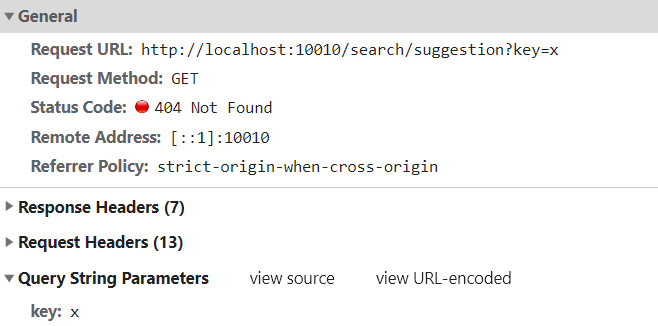 General
Request URL: http://localhost:10010/search/suggestion?key=x
Request Method: GET
Status Code: 404 Not Found
Remote Address: [::1]:10010
Referrer Policy: strict-origin-when-cross-origin
Response Headers (7)
Request Headers (13)
Query String Parameters view source view URL-encoded
key: x